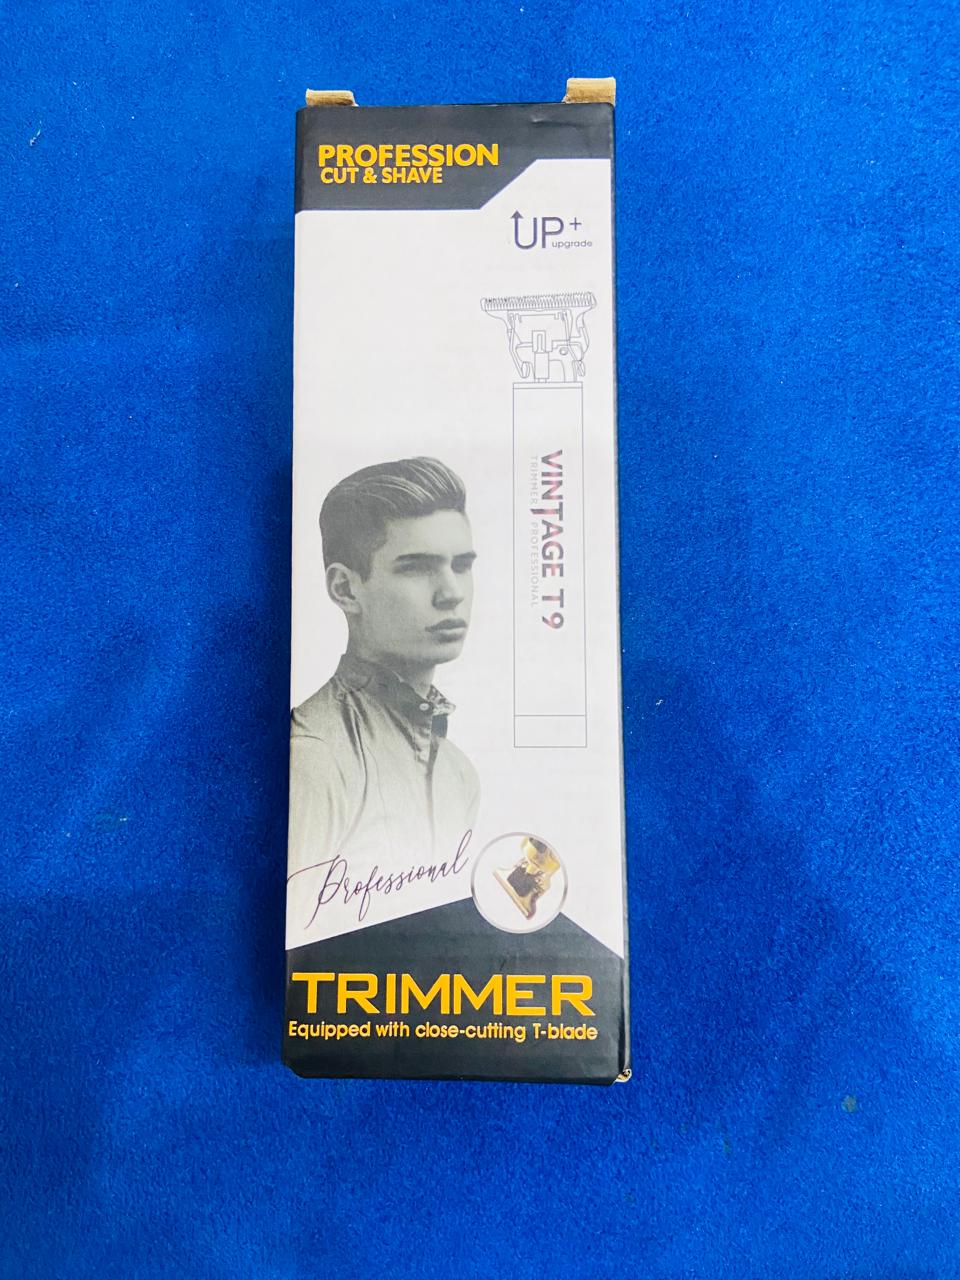 PROFESSION
CUT & SHAVE
UP+
upgrade
VINTAGE T9
TRIMMER PROFESSIONAL
Professional
TRIMMER
Equipped with close-cutting T-blade